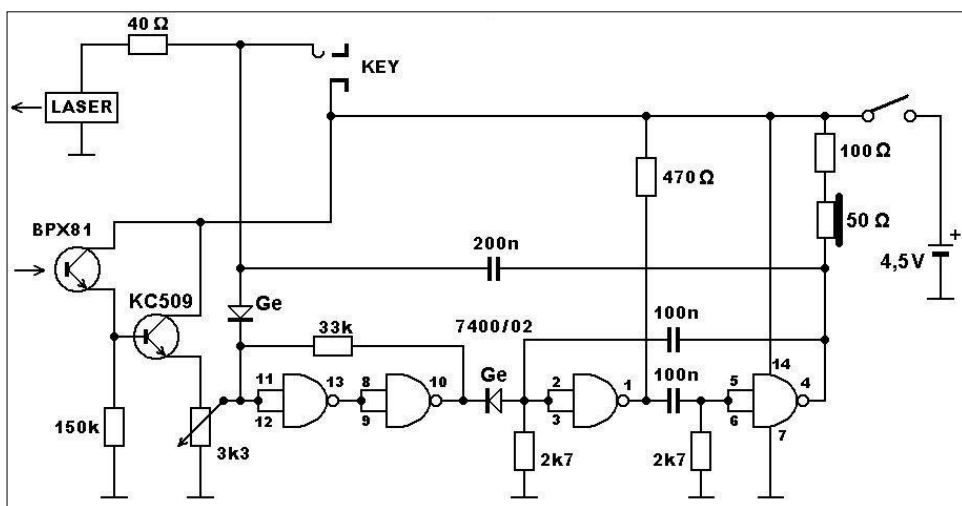 40 Ω
KEY
LASER
100 Ω
470 Ω
BPX81
50 Ω
200n
4,5V
+
KC509
Ge
33k
7400/02
100n
Ge
100n
14
11
13
8
10
2
1
5
4
12
9
3
6
7
150k
3k3
2k7
2k7